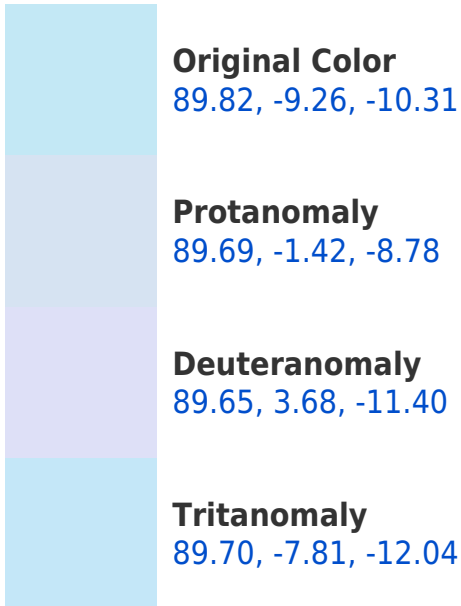 Original Color
89.82, -9.26, -10.31
Protanomaly
89.69, -1.42, -8.78
Deuteranomaly
89.65, 3.68, -11.40
Tritanomaly
89.70, -7.81, -12.04